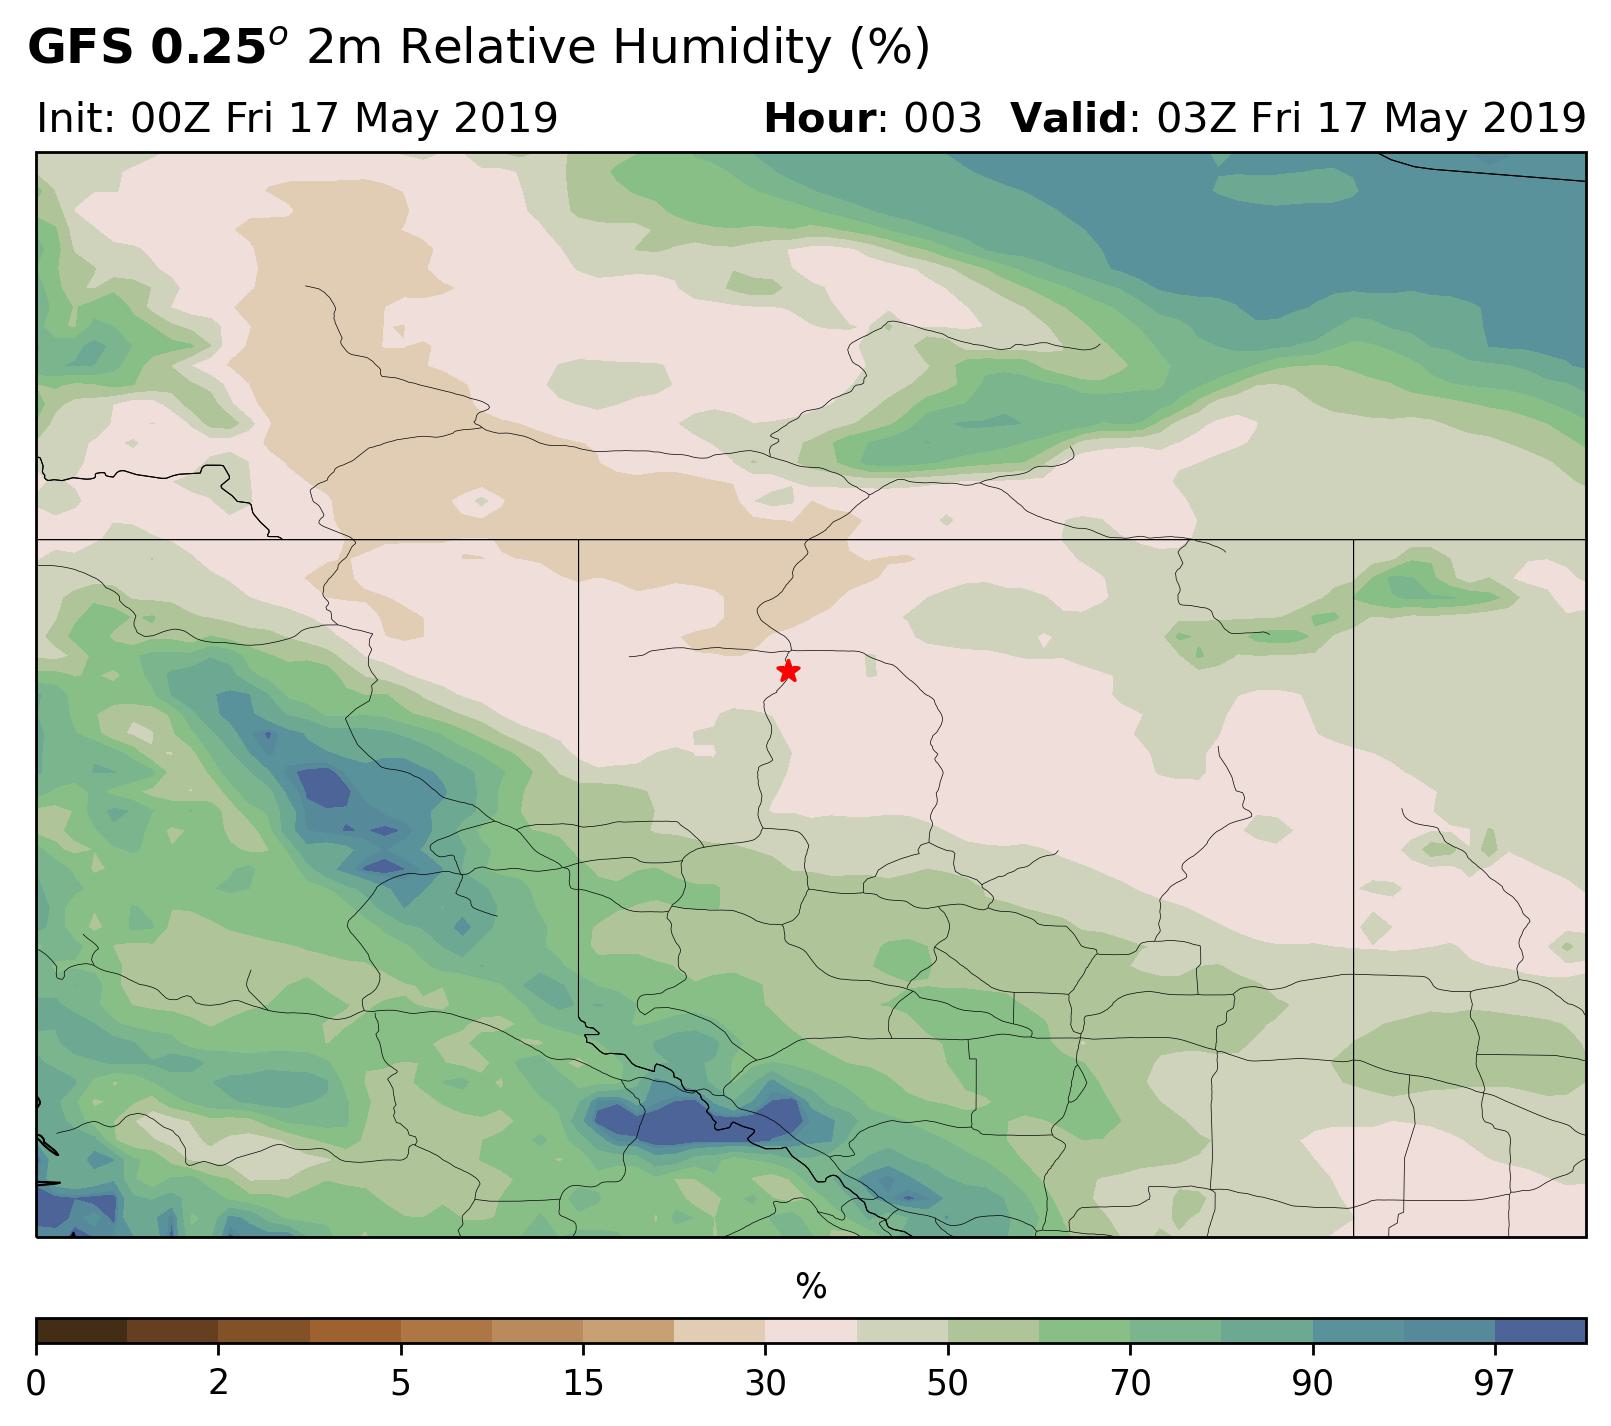 GFS 0.25° 2m Relative Humidity (%)
Init: 00Z Fri 17 May 2019 Hour: 003 Valid: 03Z Fri 17 May 2019
%
0 2 5 15 30 50 70 90 97